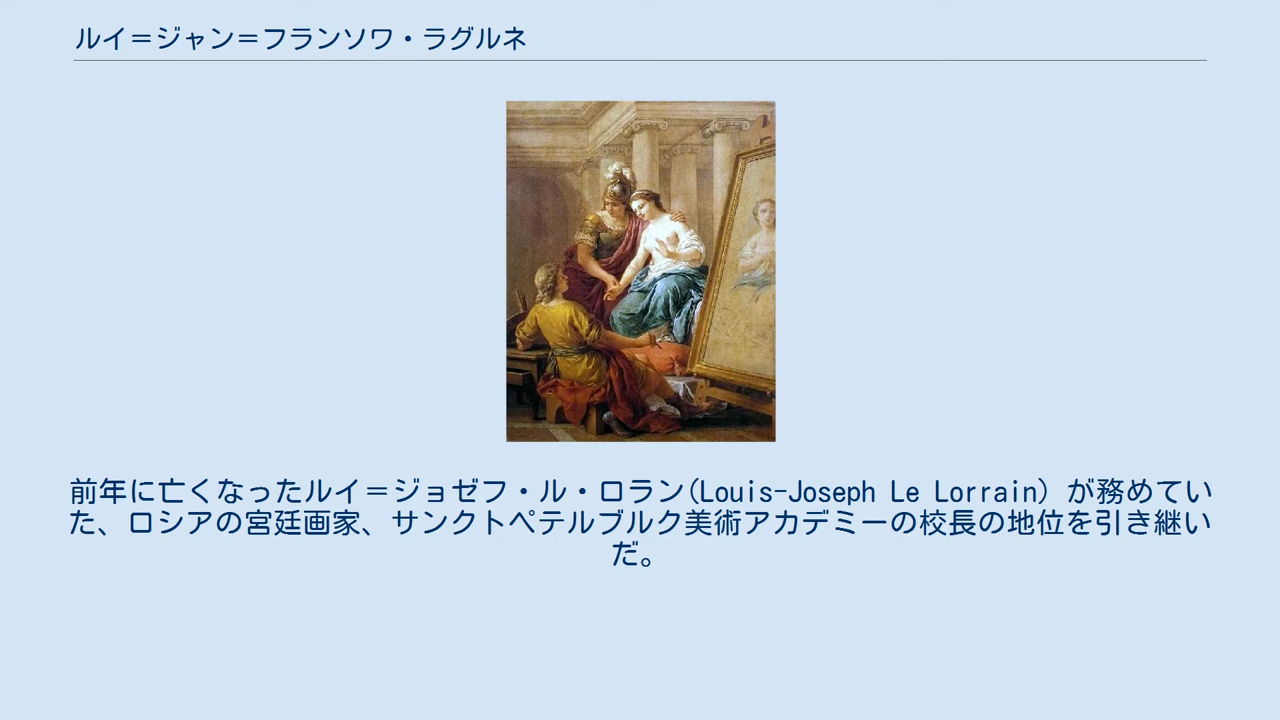 ルイ＝ジャン＝フランソワ・ラグルネ
前年に亡くなったルイ＝ジョゼフ・ル・ロラン(Louis-Joseph Le Lorrain) が務めてい
た、ロシアの宮廷画家、サンクトペテルブルク美術アカデミーの校長の地位を引き継い
だ。